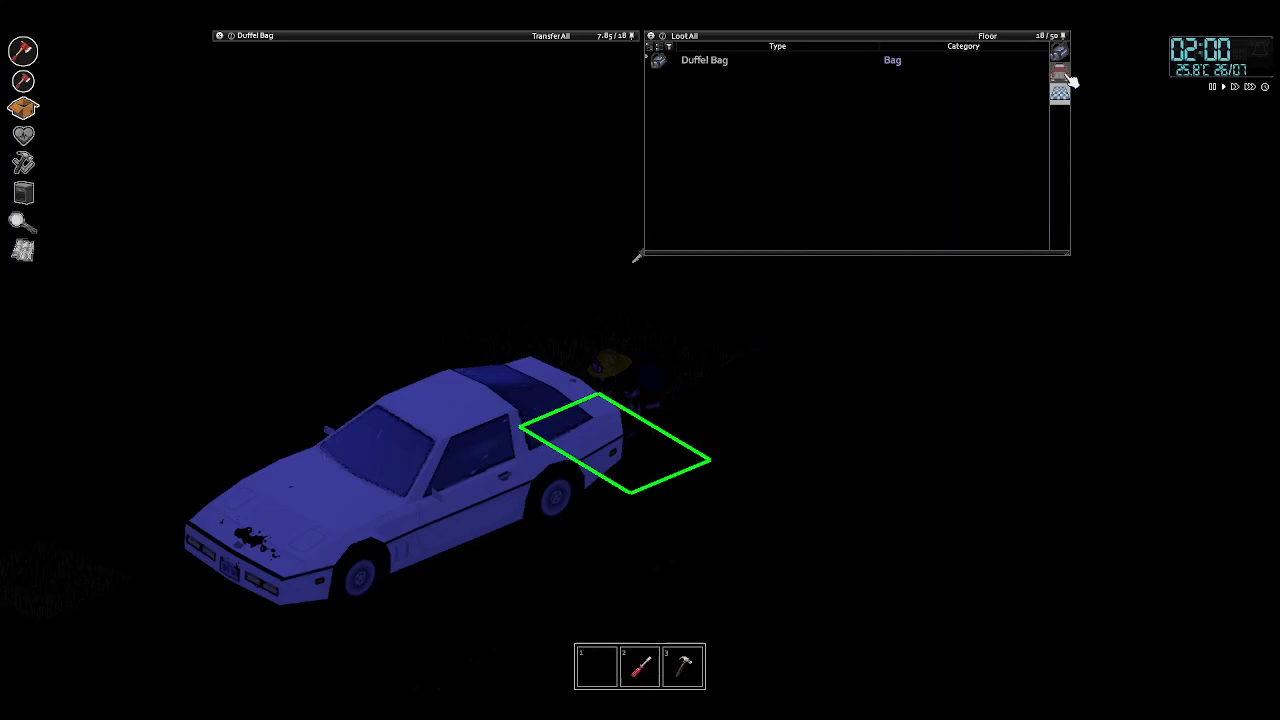 Duffel Bag Transfer All 7.85 / 18
Loot All Floor 18 / 50
Type Category
Duffel Bag Bag
02:00
25.8°C 26/07
1 2 3